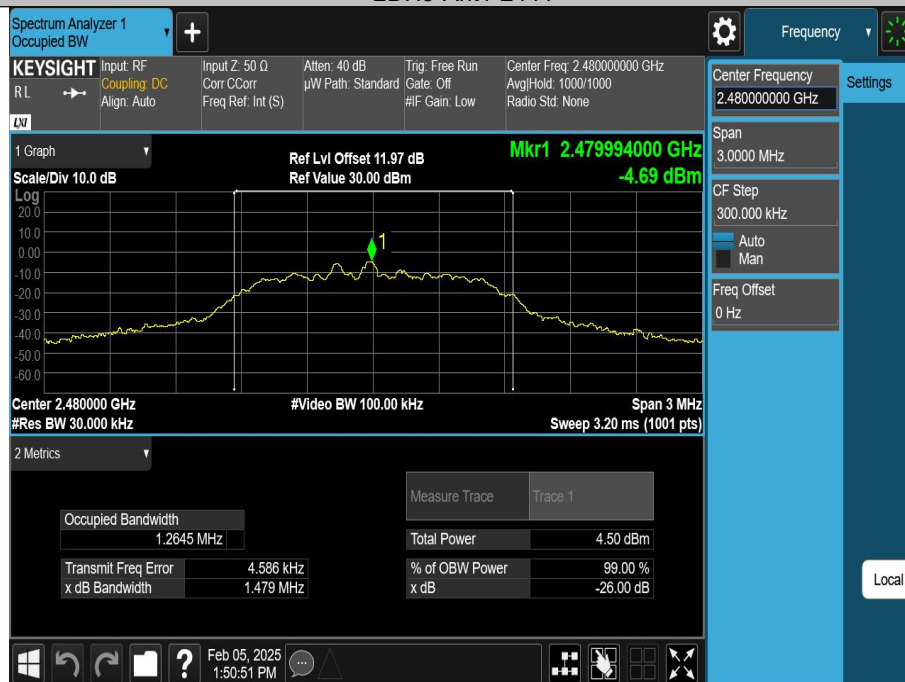 Spectrum Analyzer 1
Occupied BW
+
Frequency
KEYSIGHT
RL
LXI
Input: RF
Coupling: DC
Align: Auto
Input Z: 50 Ω
Corr CCorr
Freq Ref: Int (S)
Atten: 40 dB
µW Path: Standard
Trig: Free Run
Gate: Off
#IF Gain: Low
Center Freq: 2.480000000 GHz
Avg|Hold: 1000/1000
Radio Std: None
Center Frequency
2.480000000 GHz
Settings
Span
3.0000 MHz
CF Step
300.000 kHz
Auto
Man
Freq Offset
0 Hz
Local
1 Graph
Scale/Div 10.0 dB
Ref Lvl Offset 11.97 dB
Ref Value 30.00 dBm
Mkr1 2.479994000 GHz
-4.69 dBm
Log
20.0
10.0
0.00
-10.0
-20.0
-30.0
-40.0
-50.0
-60.0
1
Center 2.480000 GHz
#Video BW 100.00 kHz
Span 3 MHz
#Res BW 30.000 kHz
Sweep 3.20 ms (1001 pts)
2 Metrics
Measure Trace Trace 1
Occupied Bandwidth
1.2645 MHz
Total Power 4.50 dBm
Transmit Freq Error 4.586 kHz
% of OBW Power 99.00 %
x dB Bandwidth 1.479 MHz
x dB -26.00 dB
?
Feb 05, 2025
1:50:51 PM